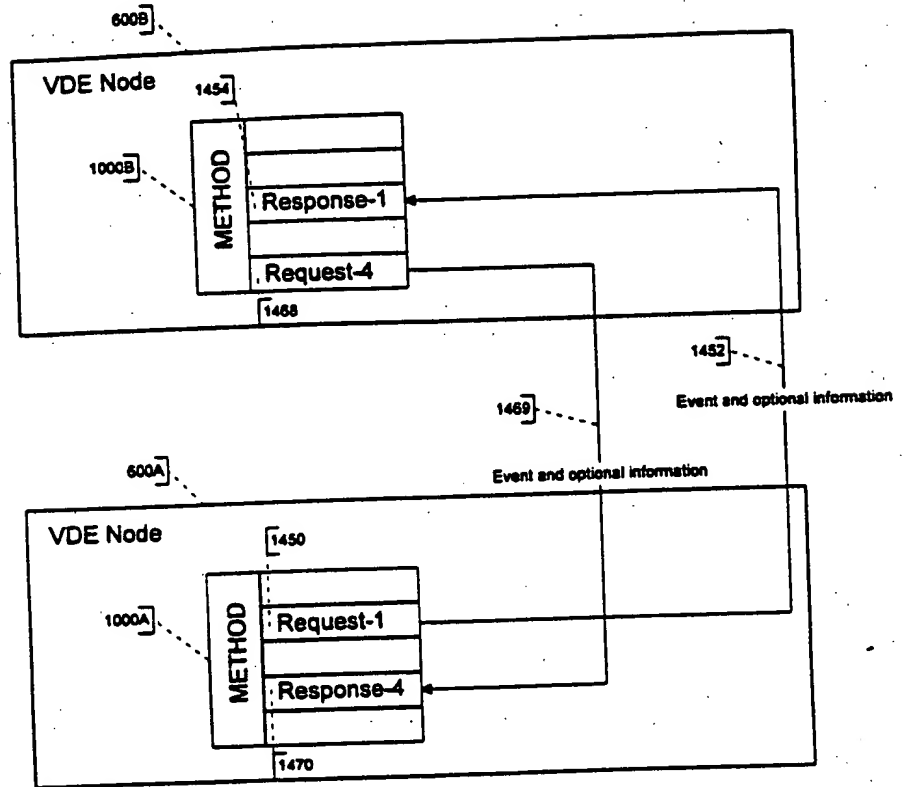 600B
VDE Node
1454
METHOD
1000B
Response-1
Request-4
1468
1452
Event and optional information
1469
600A
Event and optional information
VDE Node
1450
METHOD
1000A
Request-1
Response-4
1470